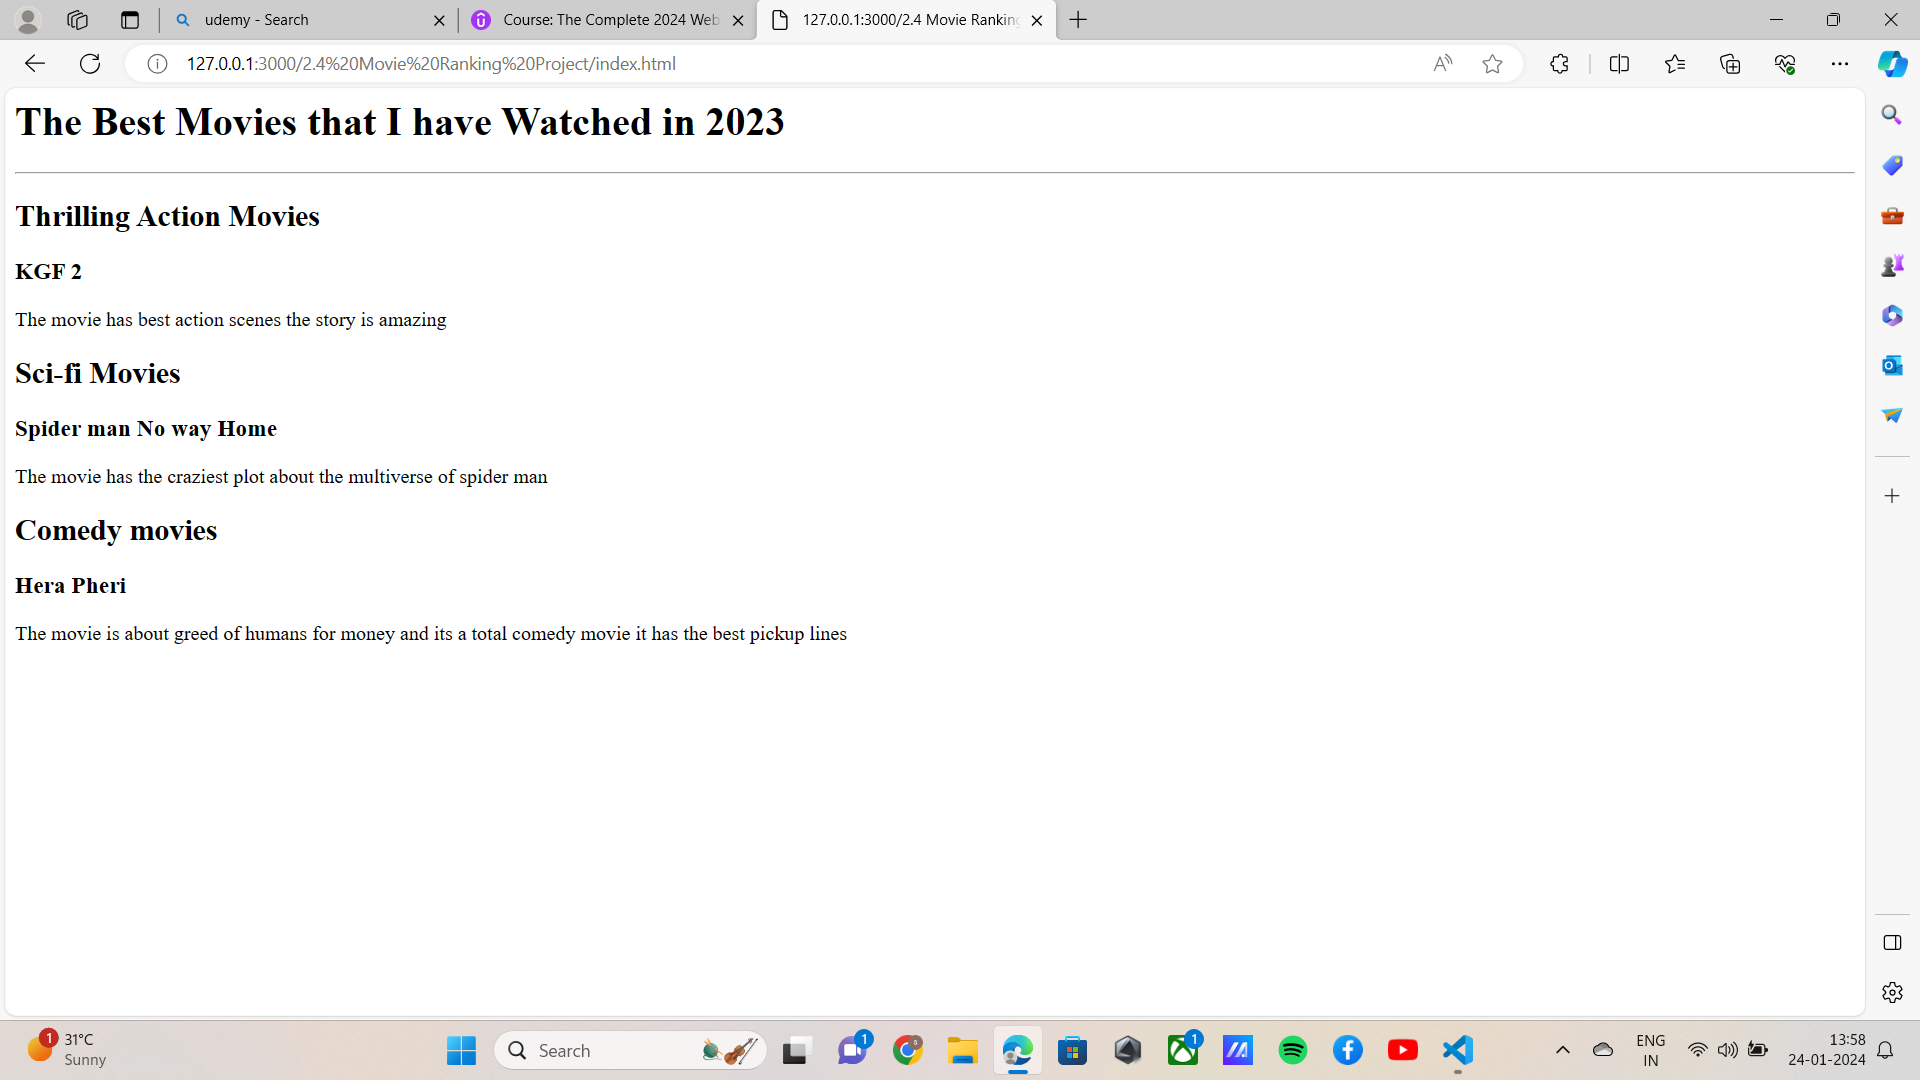 udemy - Search
Course: The Complete 2024 Web
127.0.0.1:3000/2.4 Movie Ranking
127.0.0.1:3000/2.4%20Movie%20Ranking%20Project/index.html
The Best Movies that I have Watched in 2023
Thrilling Action Movies
KGF 2
The movie has best action scenes the story is amazing
Sci-fi Movies
Spider man No way Home
The movie has the craziest plot about the multiverse of spider man
Comedy movies
Hera Pheri
The movie is about greed of humans for money and its a total comedy movie it has the best pickup lines
1
31°C
Sunny
Search
1
1
ENG
IN
13:58
24-01-2024